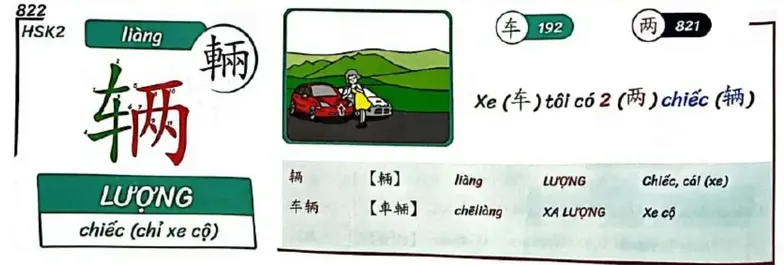 822
HSK2
liàng
輛
辆
LƯỢNG
chiếc (chỉ xe cộ)
车 192
两 821
Xe (车) tôi có 2 (两) chiếc (辆)
辆 【輛】 liàng LƯỢNG Chiếc, cái (xe)
车辆 【車輛】 chēliàng XA LƯỢNG Xe cộ